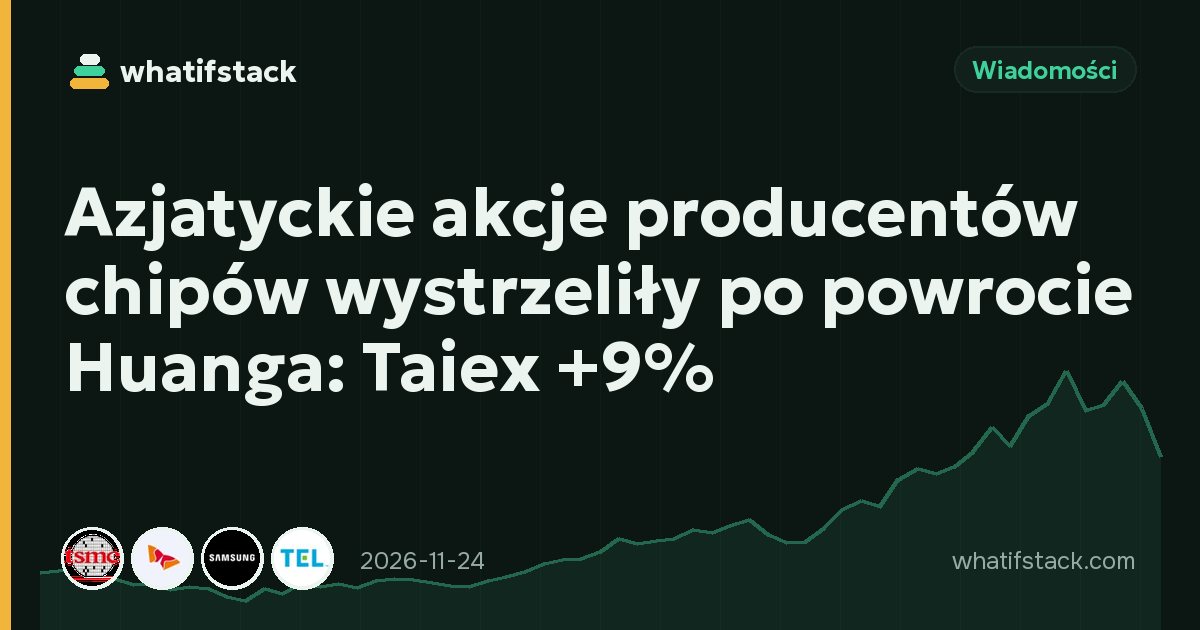 whatifstack
Wiadomości
Azjatyckie akcje producentów
chipów wystrzeliły po powrocie
Huanga: Taiex +9%
tsmc
SAMSUNG
TEL
2026-11-24
whatifstack.com